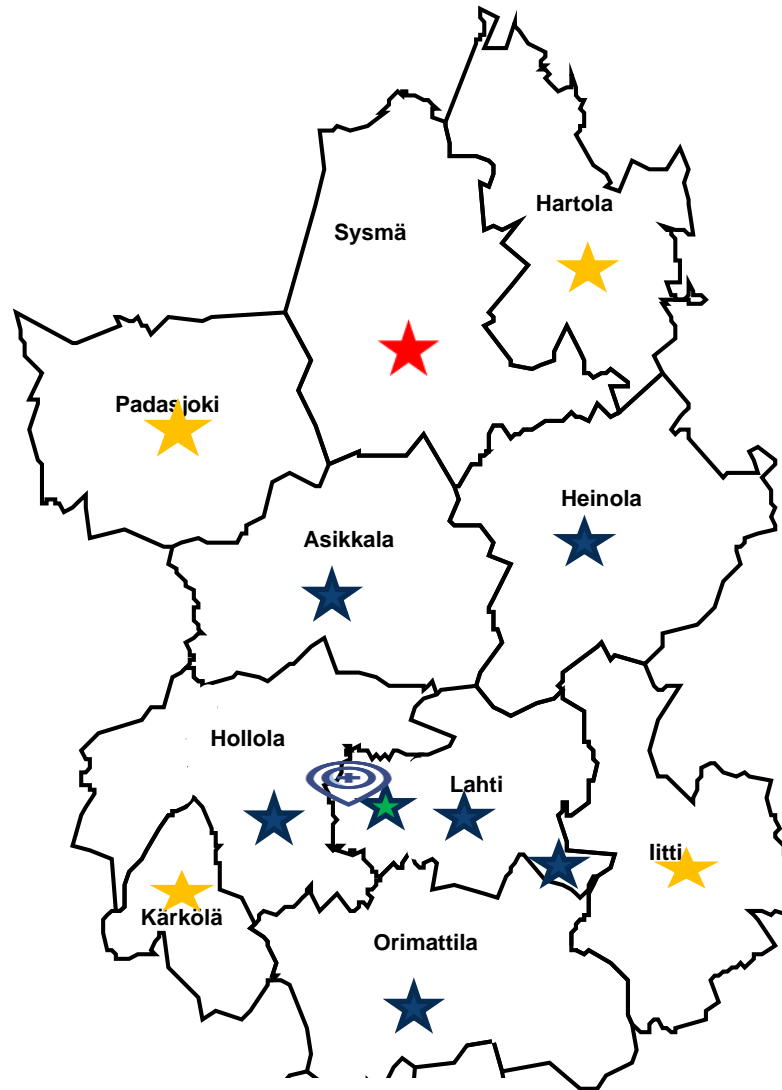 Hartola
Sysmä
Padasjoki
Heinola
Asikkala
Hollola
Lahti
Iitti
Kärkölä
Orimattila